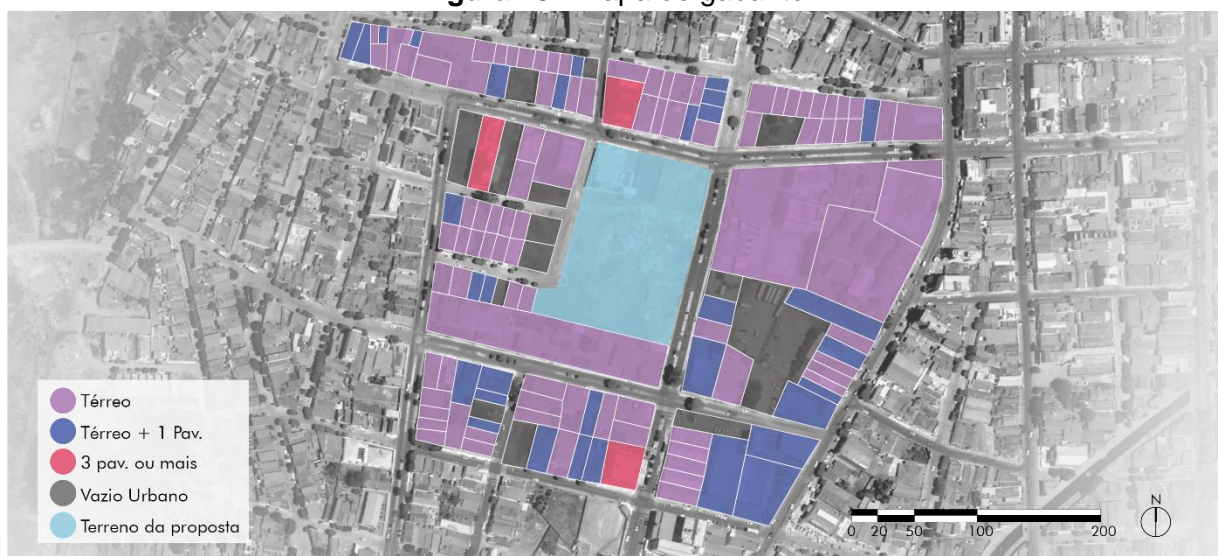 Térreo
Térreo + 1 Pav.
3 pav. ou mais
Vazio Urbano
Terreno da proposta
N
0 20 50 100 200